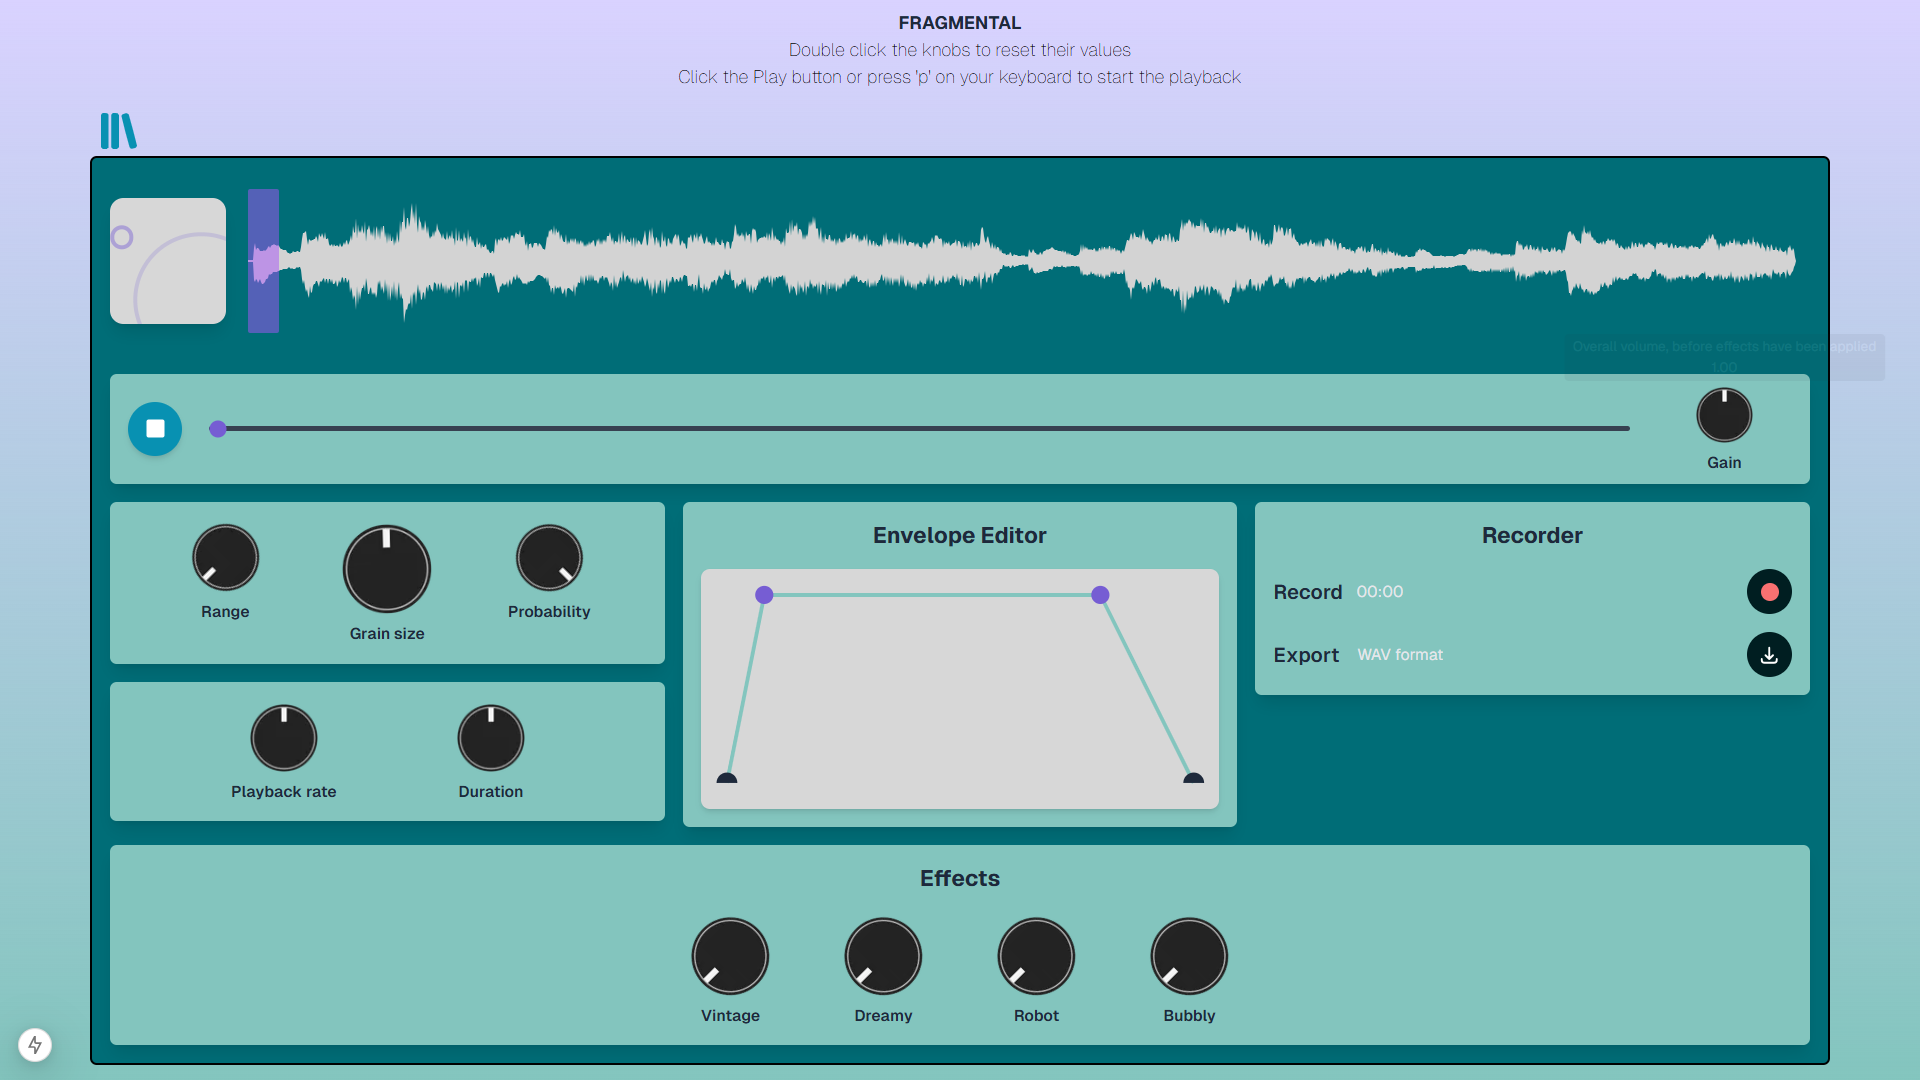 FRAGMENTAL
Double click the knobs to reset their values
Click the Play button or press 'p' on your keyboard to start the playback
Overall volume, before effects have been applied
1.00
Gain
Range
Grain size
Probability
Playback rate
Duration
Envelope Editor
Recorder
Record 00:00
Export WAV format
Effects
Vintage
Dreamy
Robot
Bubbly